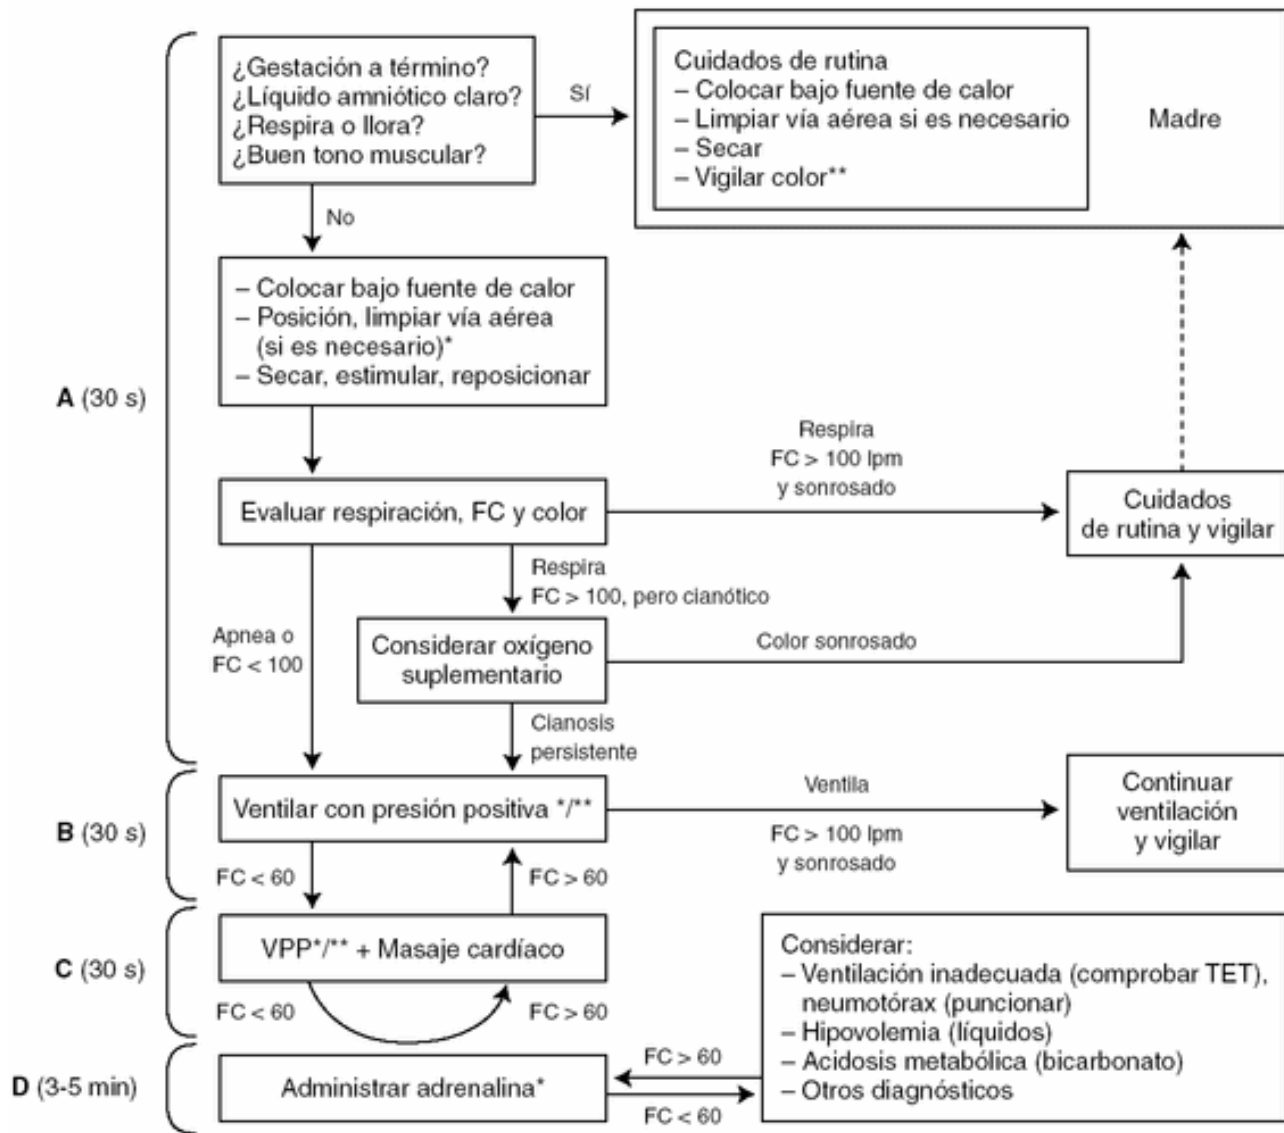 ¿Gestación a término?
¿Líquido amniótico claro?
¿Respira o llora?
¿Buen tono muscular?
Sí
Cuidados de rutina
– Colocar bajo fuente de calor
– Limpiar vía aérea si es necesario
– Secar
– Vigilar color**
Madre
No
– Colocar bajo fuente de calor
– Posición, limpiar vía aérea
(si es necesario)*
– Secar, estimular, reposicionar
A (30 s)
Evaluar respiración, FC y color
Respira
FC > 100 lpm
y sonrosado
Cuidados
de rutina y vigilar
Respira
FC > 100, pero cianótico
Apnea o
FC < 100
Considerar oxígeno
suplementario
Color sonrosado
Cianosis
persistente
B (30 s)
Ventilar con presión positiva */**
Ventila
FC > 100 lpm
y sonrosado
Continuar
ventilación
y vigilar
FC < 60
FC > 60
C (30 s)
VPP*/** + Masaje cardíaco
FC < 60
FC > 60
D (3-5 min)
Administrar adrenalina*
FC > 60
FC < 60
Considerar:
– Ventilación inadecuada (comprobar TET),
neumotórax (puncionar)
– Hipovolemia (líquidos)
– Acidosis metabólica (bicarbonato)
– Otros diagnósticos